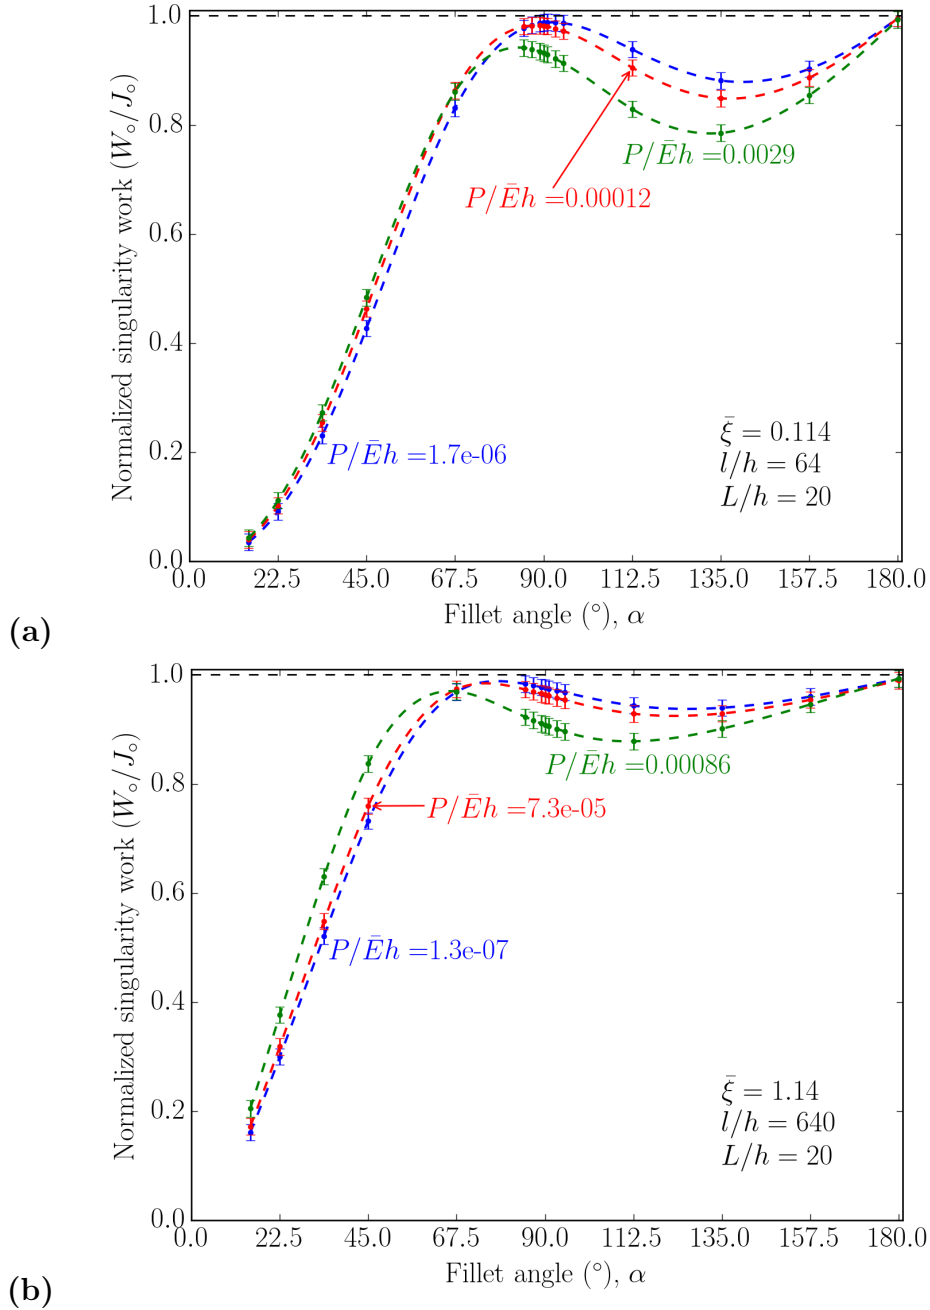 1.0
0.8
0.6
0.4
0.2
0.0
Normalized singularity work (W∘/J∘)
P/Ēh =0.0029
P/Ēh =0.00012
P/Ēh =1.7e-06
ξ̄ = 0.114
l/h = 64
L/h = 20
0.0 22.5 45.0 67.5 90.0 112.5 135.0 157.5 180.0
Fillet angle (°), α
(a)
1.0
0.8
0.6
0.4
0.2
0.0
Normalized singularity work (W∘/J∘)
P/Ēh =0.00086
P/Ēh =7.3e-05
P/Ēh =1.3e-07
ξ̄ = 1.14
l/h = 640
L/h = 20
0.0 22.5 45.0 67.5 90.0 112.5 135.0 157.5 180.0
Fillet angle (°), α
(b)